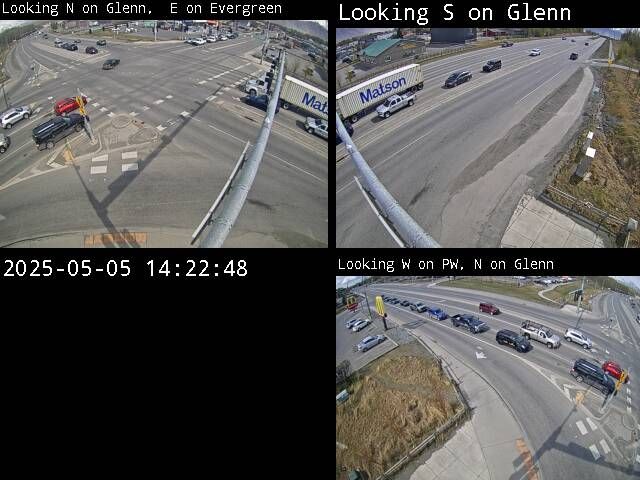 Looking N on Glenn,  E on Evergreen
Looking S on Glenn
Matson
Mats
2025-05-05 14:22:48
Looking W on PW, N on Glenn